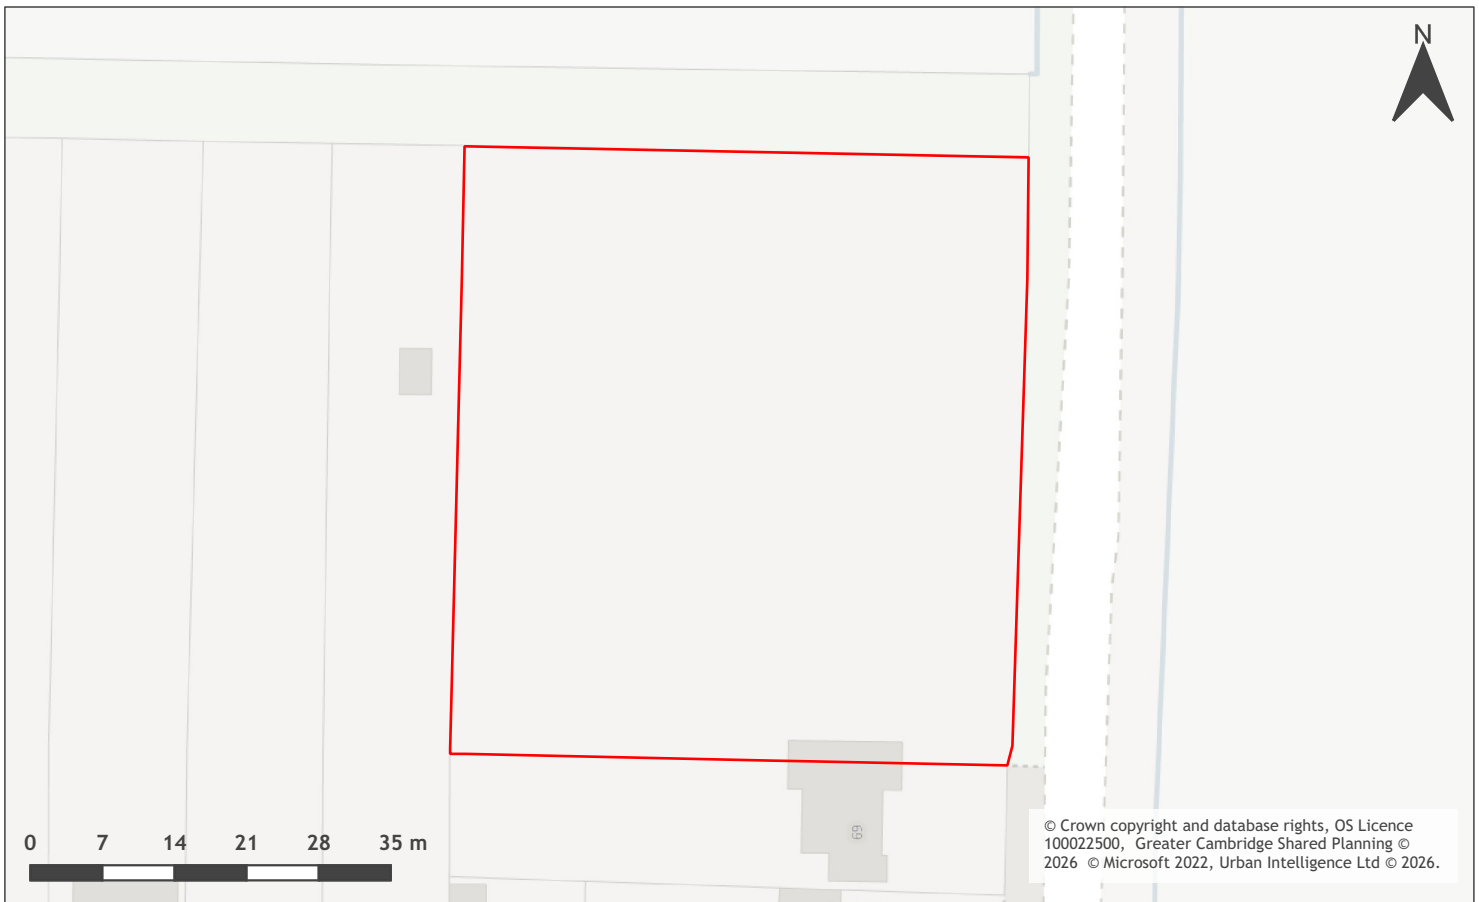 N
69
0 7 14 21 28 35 m
© Crown copyright and database rights, OS Licence
100022500, Greater Cambridge Shared Planning ©
2026 © Microsoft 2022, Urban Intelligence Ltd © 2026.